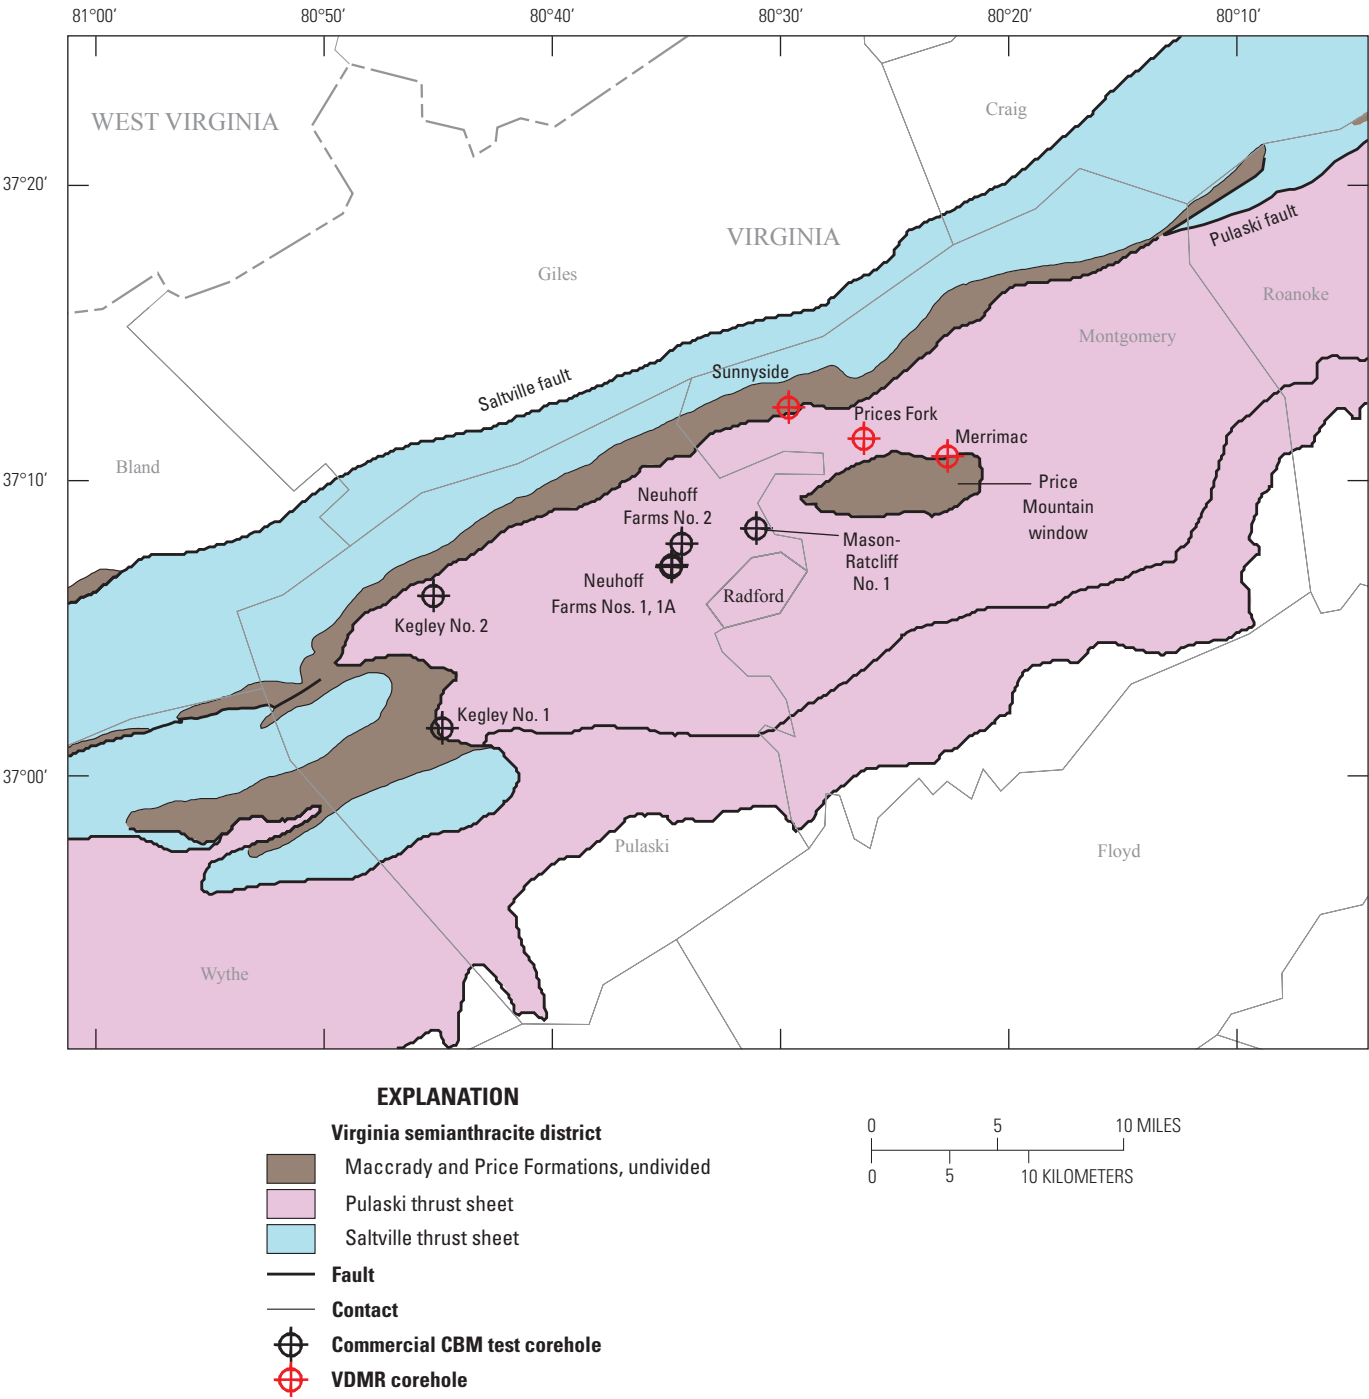 81°00′ 80°50′ 80°40′ 80°30′ 80°20′ 80°10′
WEST VIRGINIA
Craig
37°20′
VIRGINIA
Pulaski fault
Giles
Roanoke
Montgomery
Sunnyside
Saltville fault
Prices Fork
Merrimac
Bland
37°10′
Price
Mountain
window
Neuhoff
Farms No. 2
Mason-
Ratcliff
No. 1
Neuhoff
Farms Nos. 1, 1A
Radford
Kegley No. 2
Kegley No. 1
37°00′
Pulaski
Floyd
Wythe
EXPLANATION
Virginia semianthracite district
Maccrady and Price Formations, undivided
Pulaski thrust sheet
Saltville thrust sheet
Fault
Contact
Commercial CBM test corehole
VDMR corehole
0 5 10 MILES
0 5 10 KILOMETERS